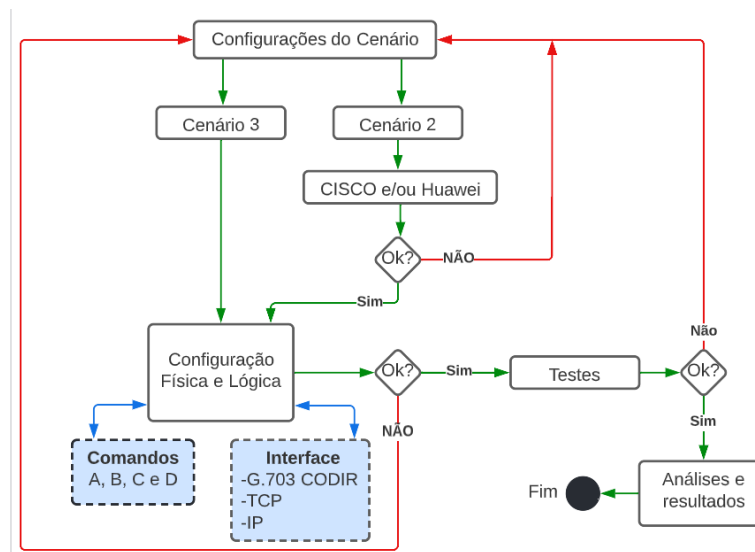 Configurações do Cenário
Cenário 3
Cenário 2
CISCO e/ou Huawei
Ok?
NÃO
Sim
Configuração
Física e Lógica
Ok?
Sim
Testes
Ok?
Não
NÃO
Sim
Comandos
A, B, C e D
Interface
-G.703 CODIR
-TCP
-IP
Análises e
resultados
Fim